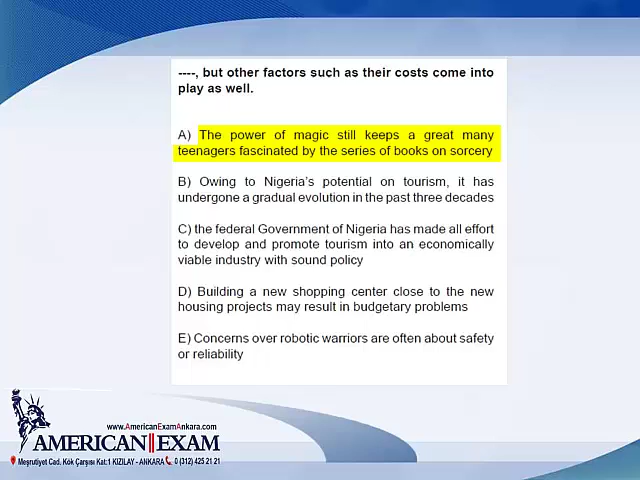 ----, but other factors such as their costs come into
play as well.
A) The power of magic still keeps a great many
teenagers fascinated by the series of books on sorcery
B) Owing to Nigeria's potential on tourism, it has
undergone a gradual evolution in the past three decades
C) the federal Government of Nigeria has made all effort
to develop and promote tourism into an economically
viable industry with sound policy
D) Building a new shopping center close to the new
housing projects may result in budgetary problems
E) Concerns over robotic warriors are often about safety
or reliability
www.AmericanExamAnkara.com
AMERICAN EXAM
Meşrutiyet Cad. Kök Çarşısı Kat:1 KIZILAY - ANKARA 0 (312) 425 21 21